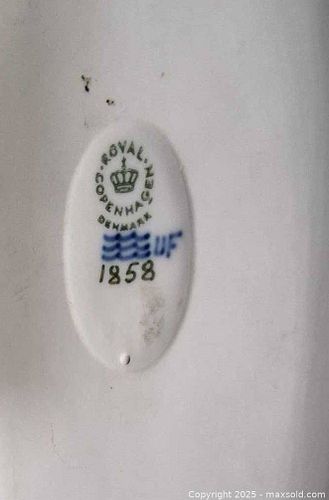 ROYAL
COPENHAGEN
DENMARK
UF
1858
Copyright © 2025 - maxsold.com